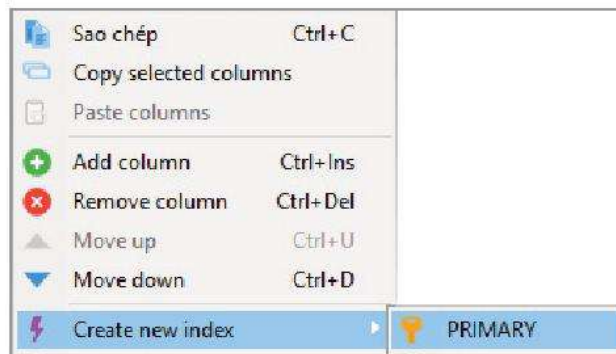 Sao chép Ctrl+C
Copy selected columns
Paste columns
Add column Ctrl+Ins
Remove column Ctrl+Del
Move up Ctrl+U
Move down Ctrl+D
Create new index PRIMARY